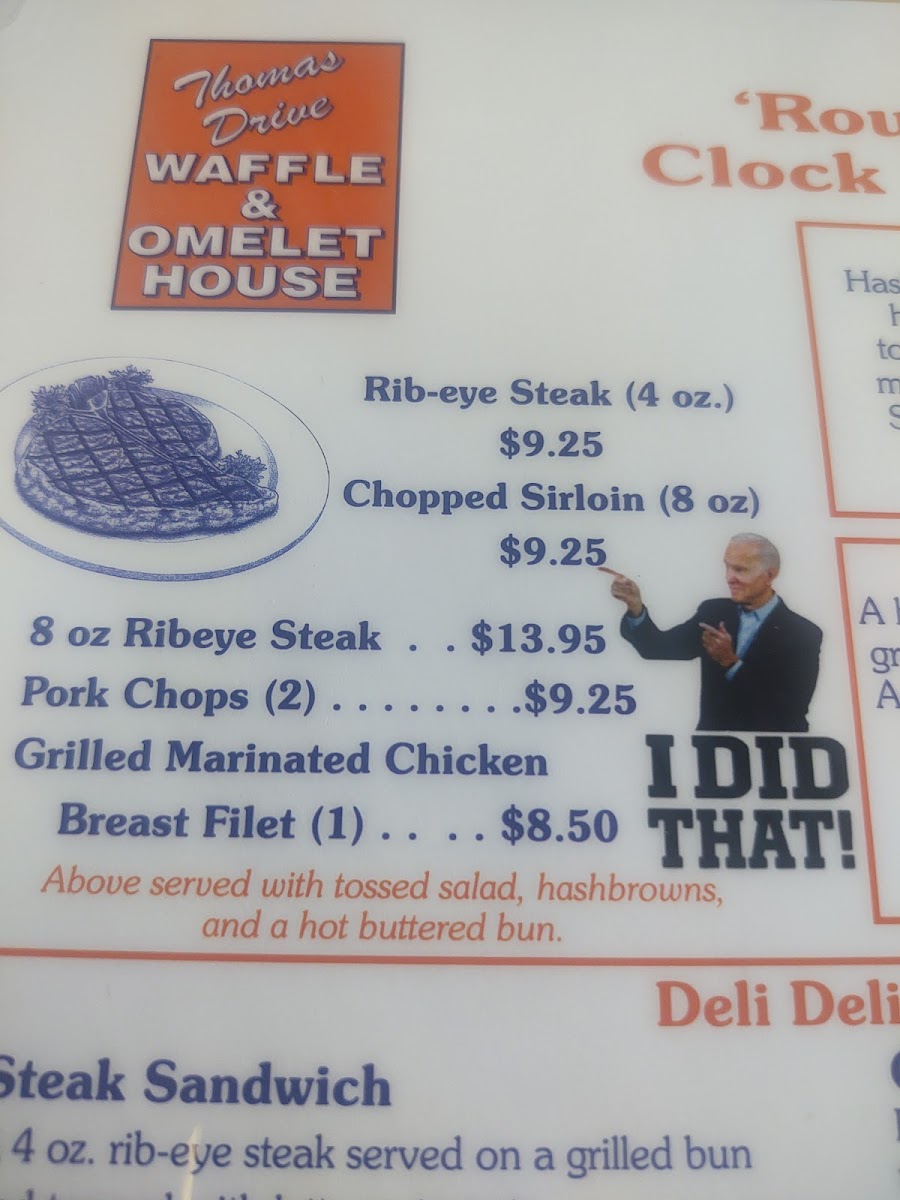 Thomas
Drive
WAFFLE
&
OMELET
HOUSE
Clock
Rib-eye Steak (4 oz.)
$9.25
Chopped Sirloin (8 oz)
$9.25
8 oz Ribeye Steak . . $13.95
Pork Chops (2) . . . . . . . . .$9.25
Grilled Marinated Chicken
Breast Filet (1) . . . . . $8.50
I DID
THAT!
Above served with tossed salad, hashbrowns,
and a hot buttered bun.
Deli
Steak Sandwich
4 oz. rib-eye steak served on a grilled bun